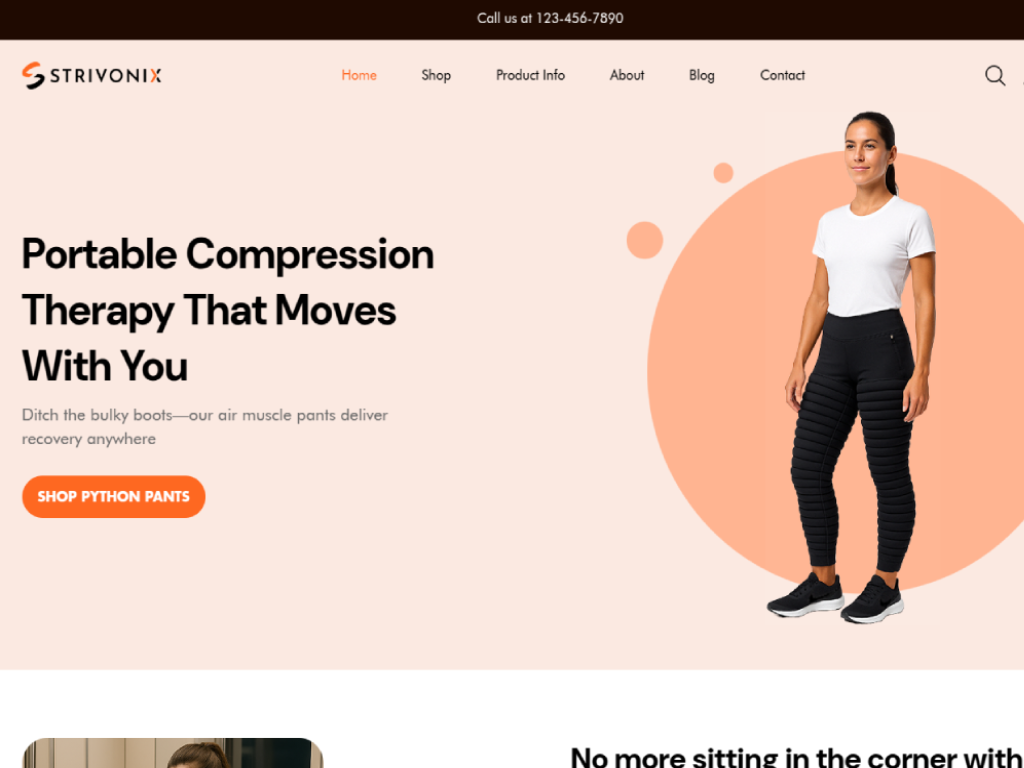 Call us at 123-456-7890
STRIVONIX
Home
Shop
Product Info
About
Blog
Contact
Portable Compression
Therapy That Moves
With You
Ditch the bulky boots—our air muscle pants deliver
recovery anywhere
SHOP PYTHON PANTS
No more sitting in the corner with